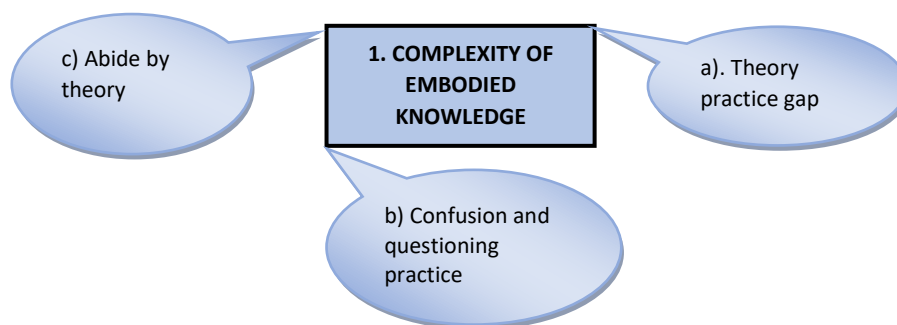 1. COMPLEXITY OF
EMBODIED
KNOWLEDGE
a). Theory
practice gap
b) Confusion and
questioning
practice
c) Abide by
theory